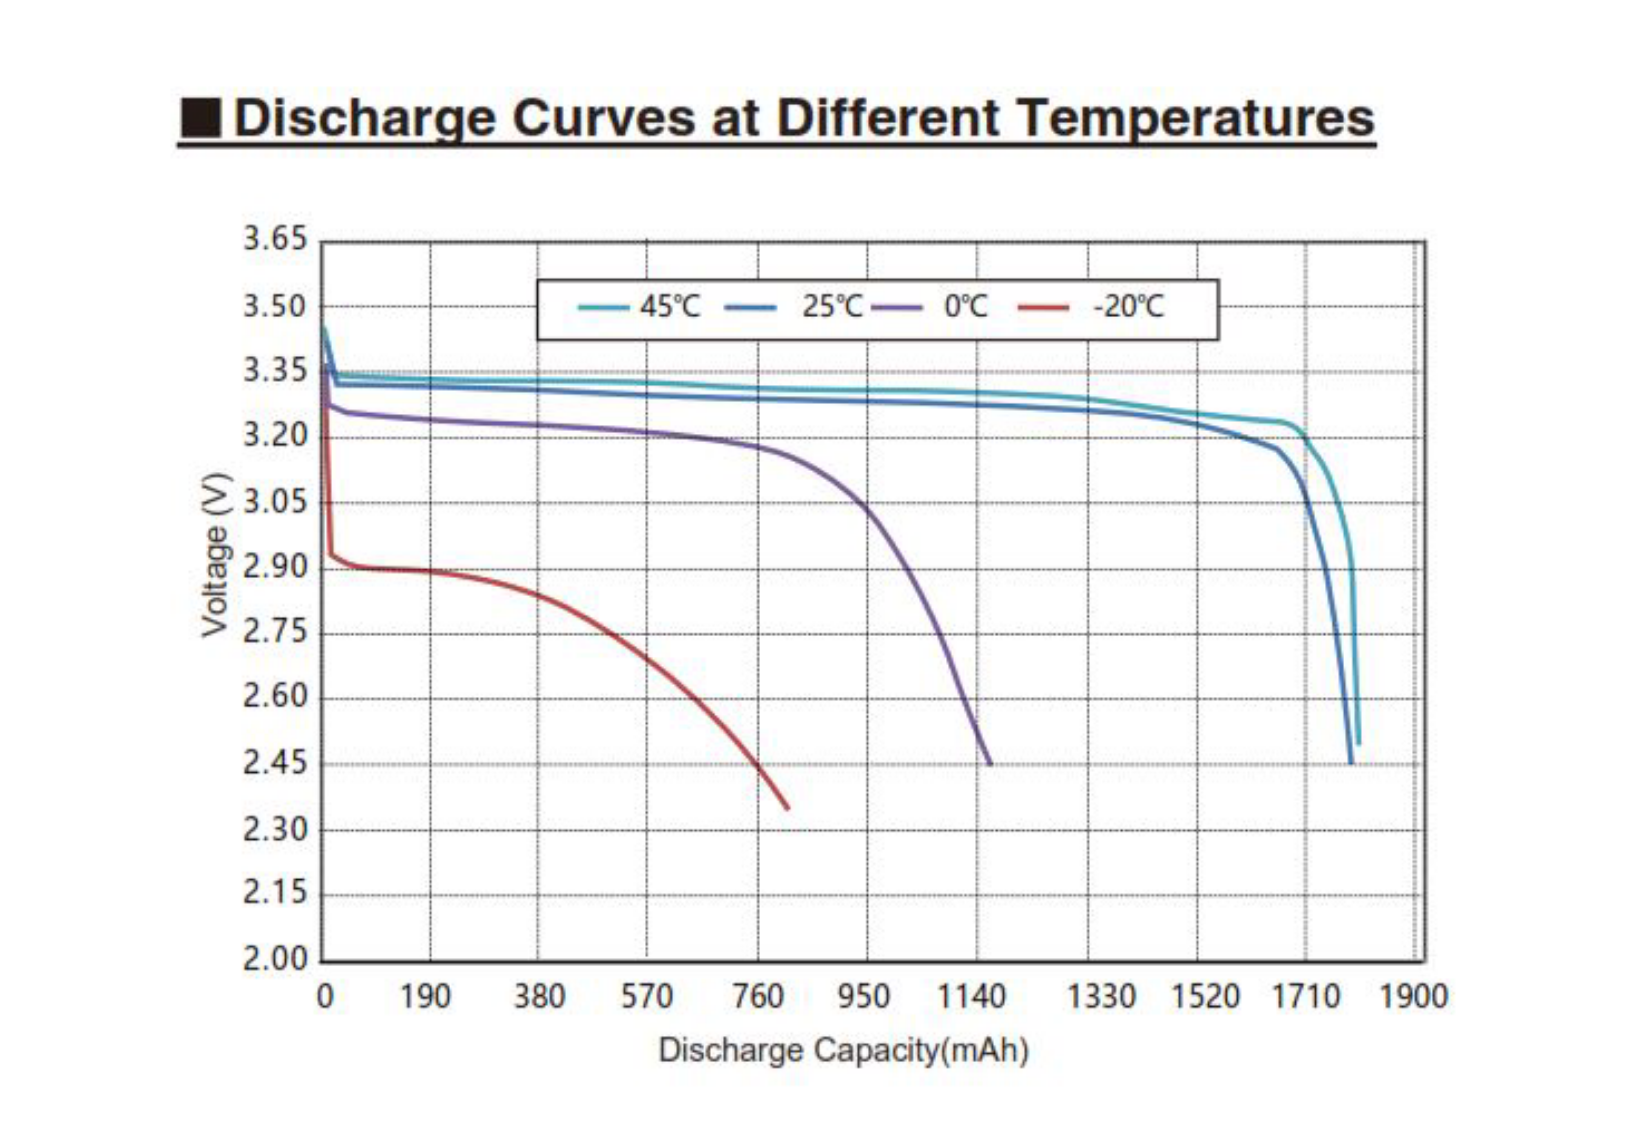 ■ Discharge Curves at Different Temperatures
3.65
3.50
45℃ 25℃ 0℃ -20℃
3.35
3.20
3.05
2.90
2.75
2.60
2.45
2.30
2.15
2.00
Voltage (V)
0 190 380 570 760 950 1140 1330 1520 1710 1900
Discharge Capacity(mAh)